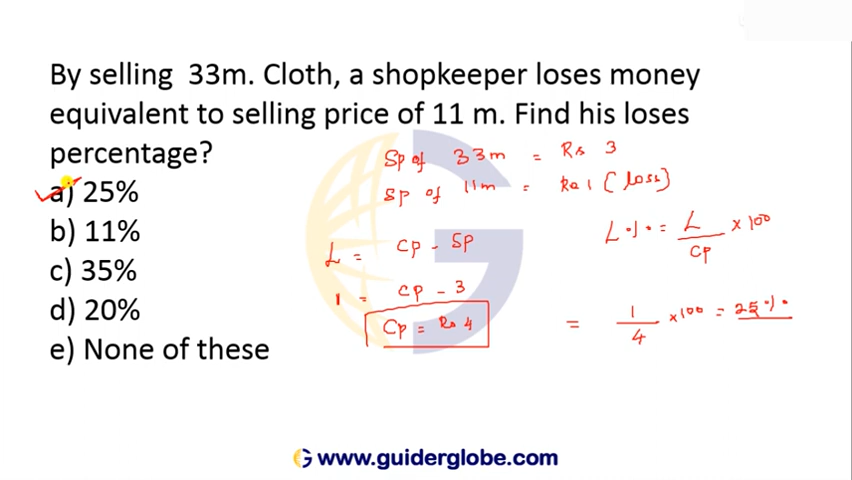 By selling 33m. Cloth, a shopkeeper loses money
equivalent to selling price of 11 m. Find his loses
percentage?
a) 25%
b) 11%
c) 35%
d) 20%
e) None of these
Sp of 33m = Rs 3
SP of 11m = Re 1 (loss)
L = CP - SP
1 = CP - 3
Cp = Rs 4
L % = L/CP × 100
= 1/4 × 100 = 25%
www.guiderglobe.com